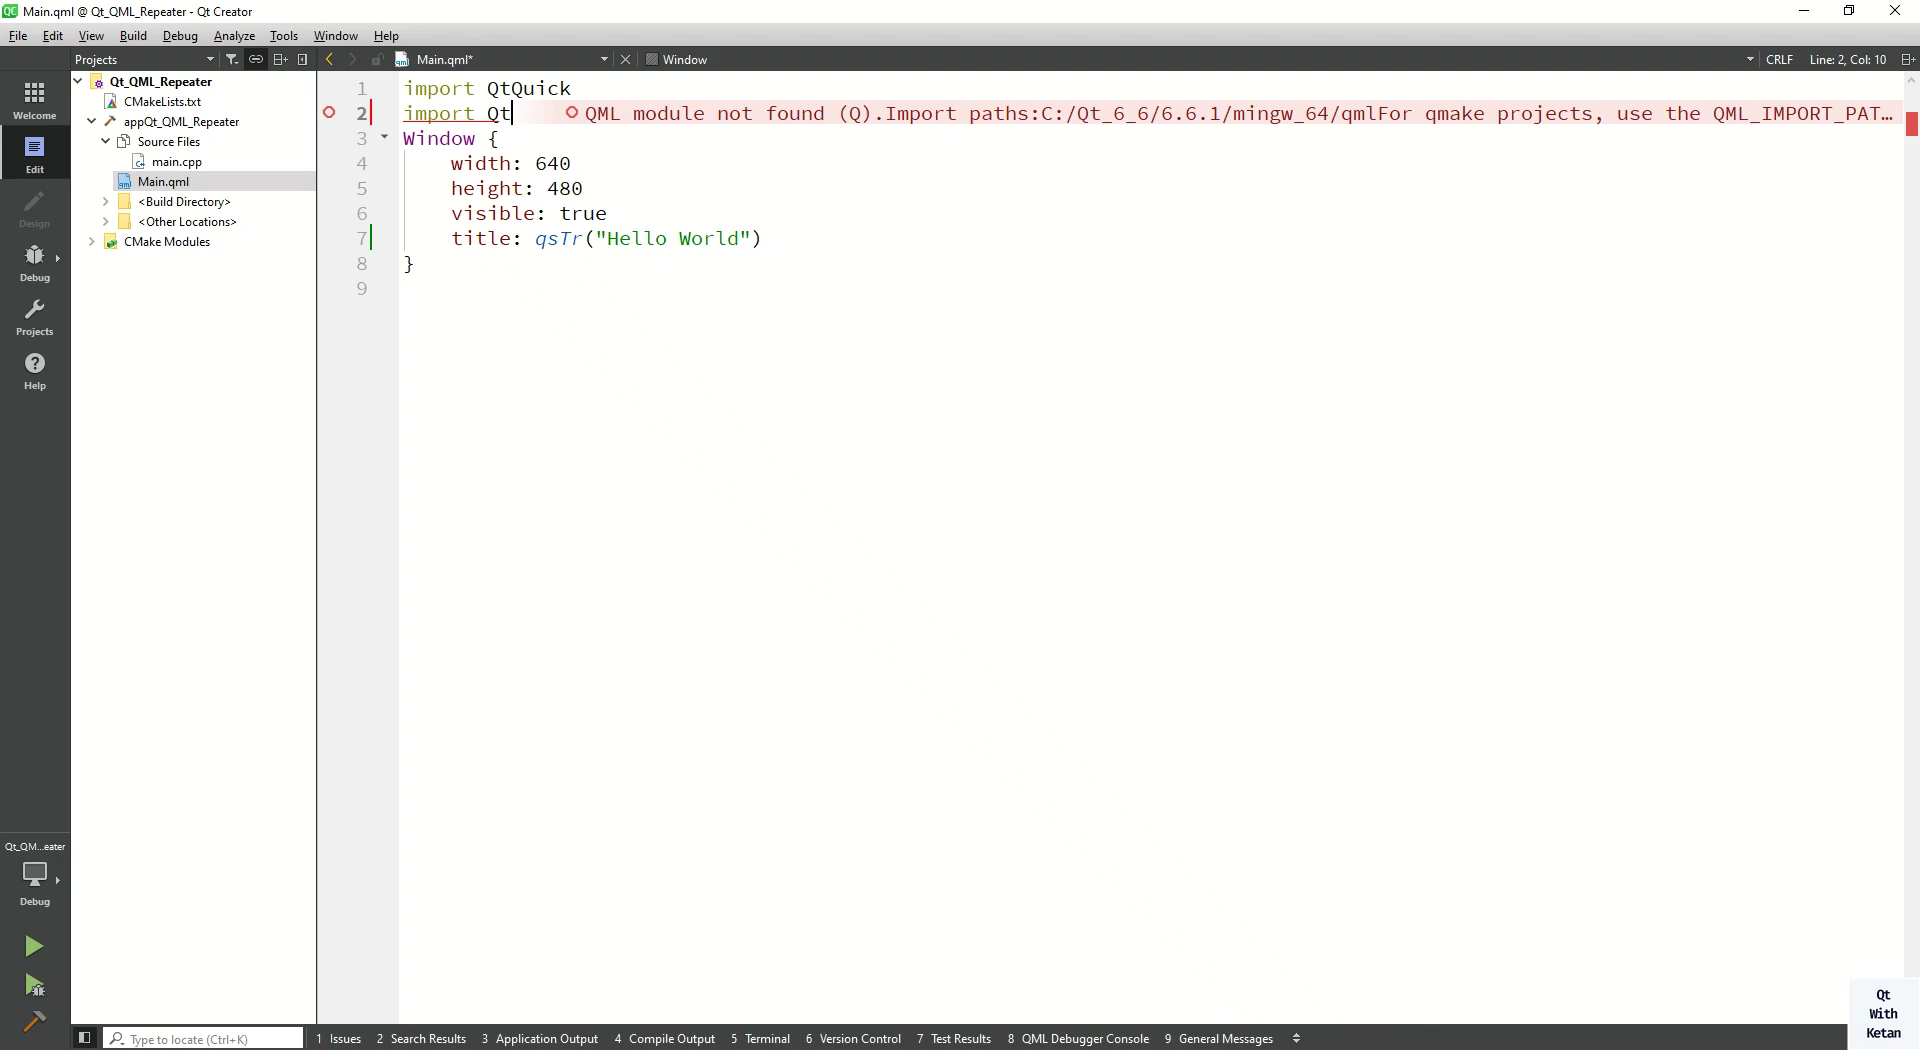 QC Main.qml @ Qt_QML_Repeater - Qt Creator
File Edit View Build Debug Analyze Tools Window Help
Projects Main.qml* Window CRLF Line: 2, Col: 10
Welcome
Edit
Design
Debug
Projects
Help
Qt_QML_Repeater
CMakeLists.txt
appQt_QML_Repeater
Source Files
main.cpp
Main.qml
<Build Directory>
<Other Locations>
CMake Modules
1 import QtQuick
2 import Qt QML module not found (Q).Import paths:C:/Qt_6_6/6.6.1/mingw_64/qmlFor qmake projects, use the QML_IMPORT_PAT...
3 Window {
4 width: 640
5 height: 480
6 visible: true
7 title: qsTr("Hello World")
8 }
9
Qt_QM...eater
Debug
Type to locate (Ctrl+K) 1 Issues 2 Search Results 3 Application Output 4 Compile Output 5 Terminal 6 Version Control 7 Test Results 8 QML Debugger Console 9 General Messages
Qt
With
Ketan